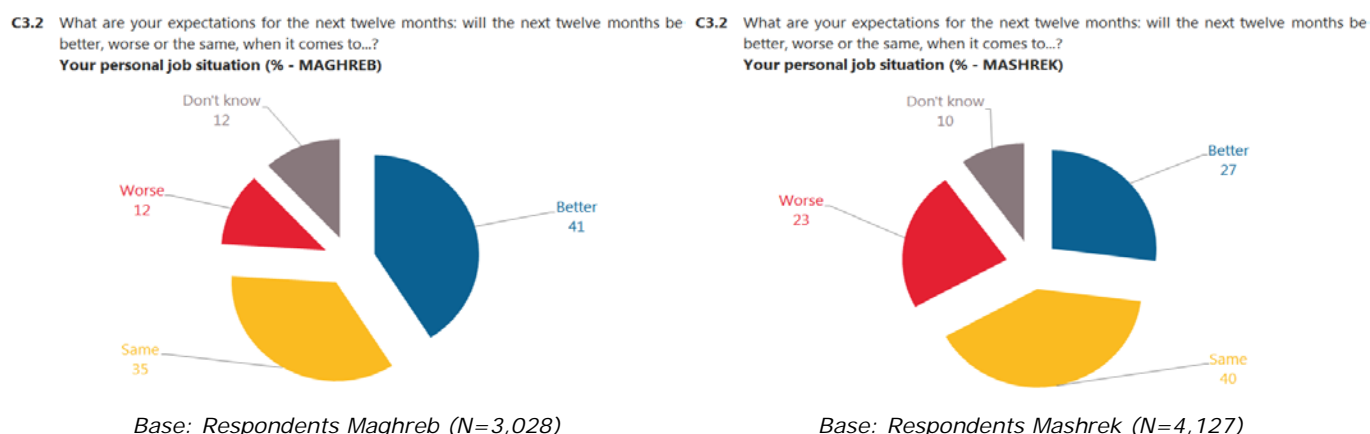 C3.2 What are your expectations for the next twelve months: will the next twelve months be
better, worse or the same, when it comes to...?
Your personal job situation (% - MAGHREB)
Don't know
12
Worse
12
Better
41
Same
35
Base: Respondents Maghreb (N=3,028)
C3.2 What are your expectations for the next twelve months: will the next twelve months be
better, worse or the same, when it comes to...?
Your personal job situation (% - MASHREK)
Don't know
10
Better
27
Worse
23
Same
40
Base: Respondents Mashrek (N=4,127)